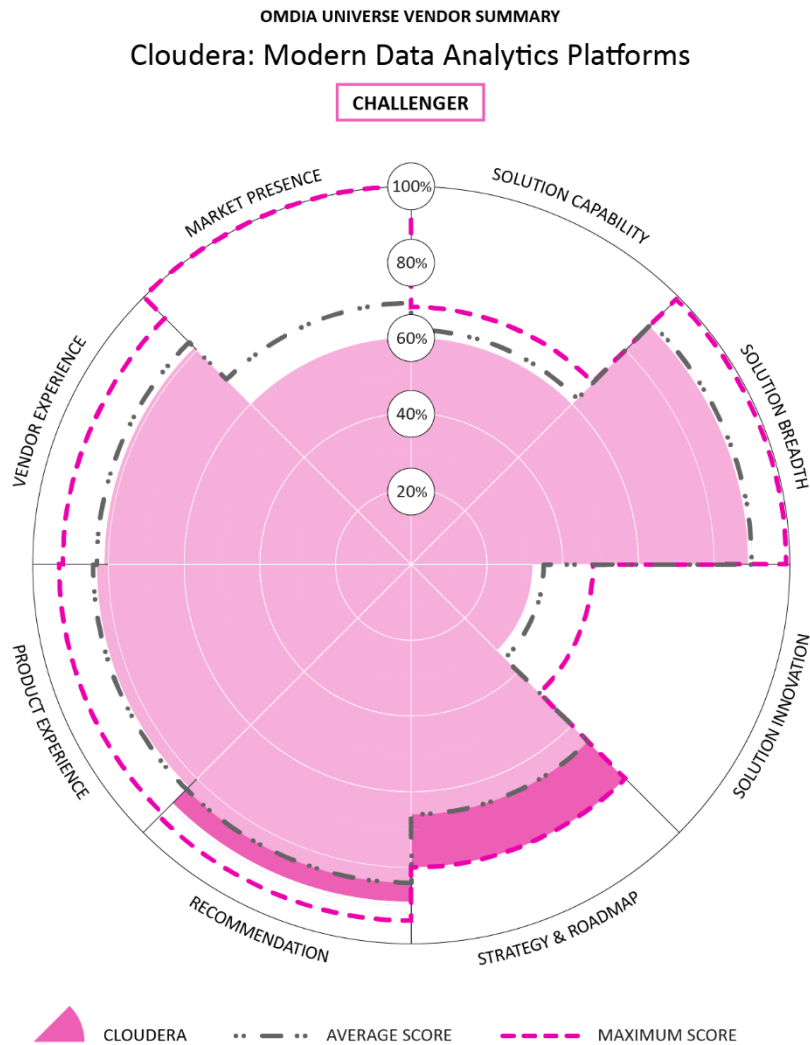 OMDIA UNIVERSE VENDOR SUMMARY
Cloudera: Modern Data Analytics Platforms
CHALLENGER
MARKET PRESENCE
SOLUTION CAPABILITY
100%
80%
60%
40%
20%
VENDOR EXPERIENCE
SOLUTION BREADTH
PRODUCT EXPERIENCE
SOLUTION INNOVATION
RECOMMENDATION
STRATEGY & ROADMAP
CLOUDERA
AVERAGE SCORE
MAXIMUM SCORE